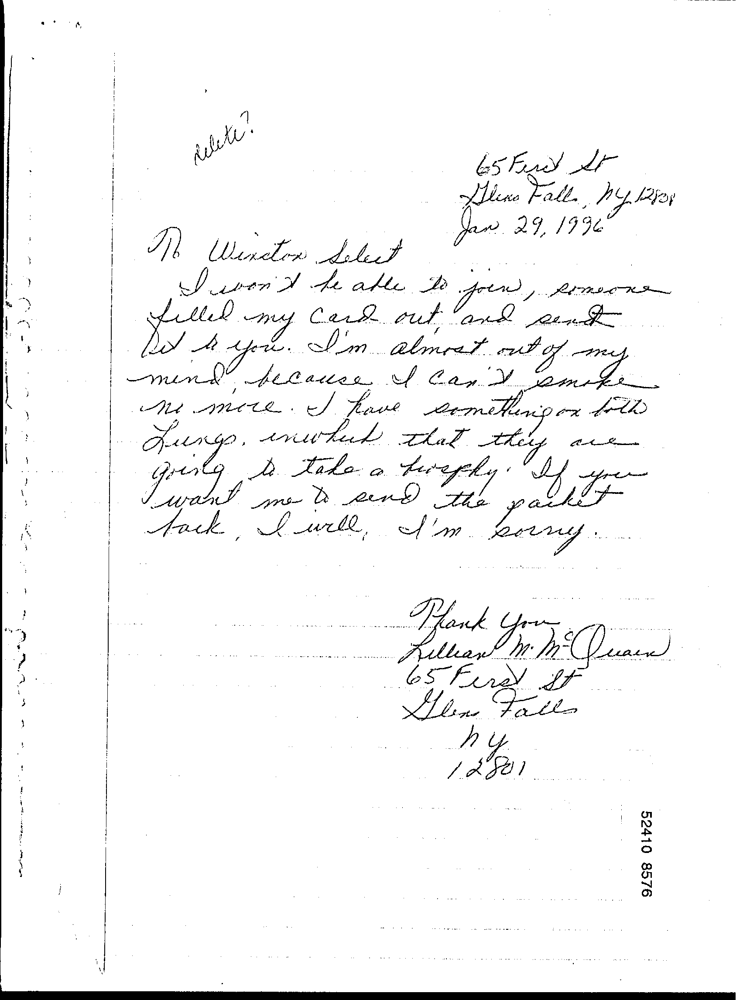 delete?
65 First St
Glens Falls, NY 12801
Jan 29, 1996
To Winston Select
I won't be able to join, someone
filled my card out, and sent
it to you. I'm almost out of my
mind, because I can't smoke
no more. I have something on both
Lungs, inwhich that they are
going to take a biopsy. If you
want me to send the packet
back, I will, I'm sorry.
Thank You
Lillian M. McQuain
65 First St
Glens Falls
NY
12801
52410 8576